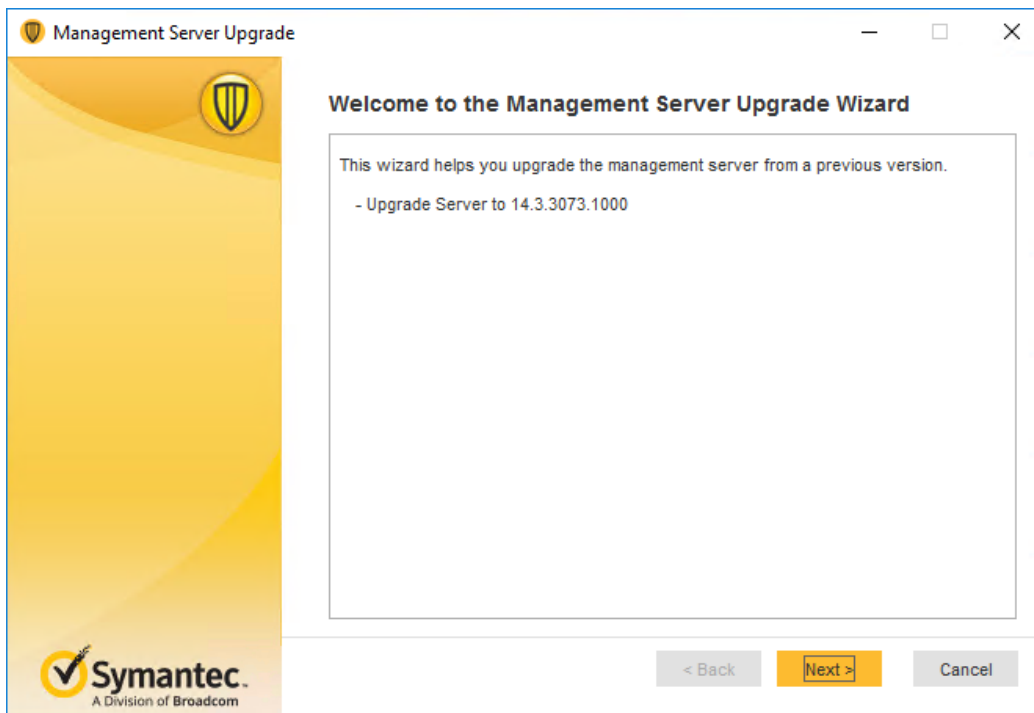 Management Server Upgrade
Welcome to the Management Server Upgrade Wizard
This wizard helps you upgrade the management server from a previous version.
- Upgrade Server to 14.3.3073.1000
Symantec.
A Division of Broadcom
< Back
Next >
Cancel